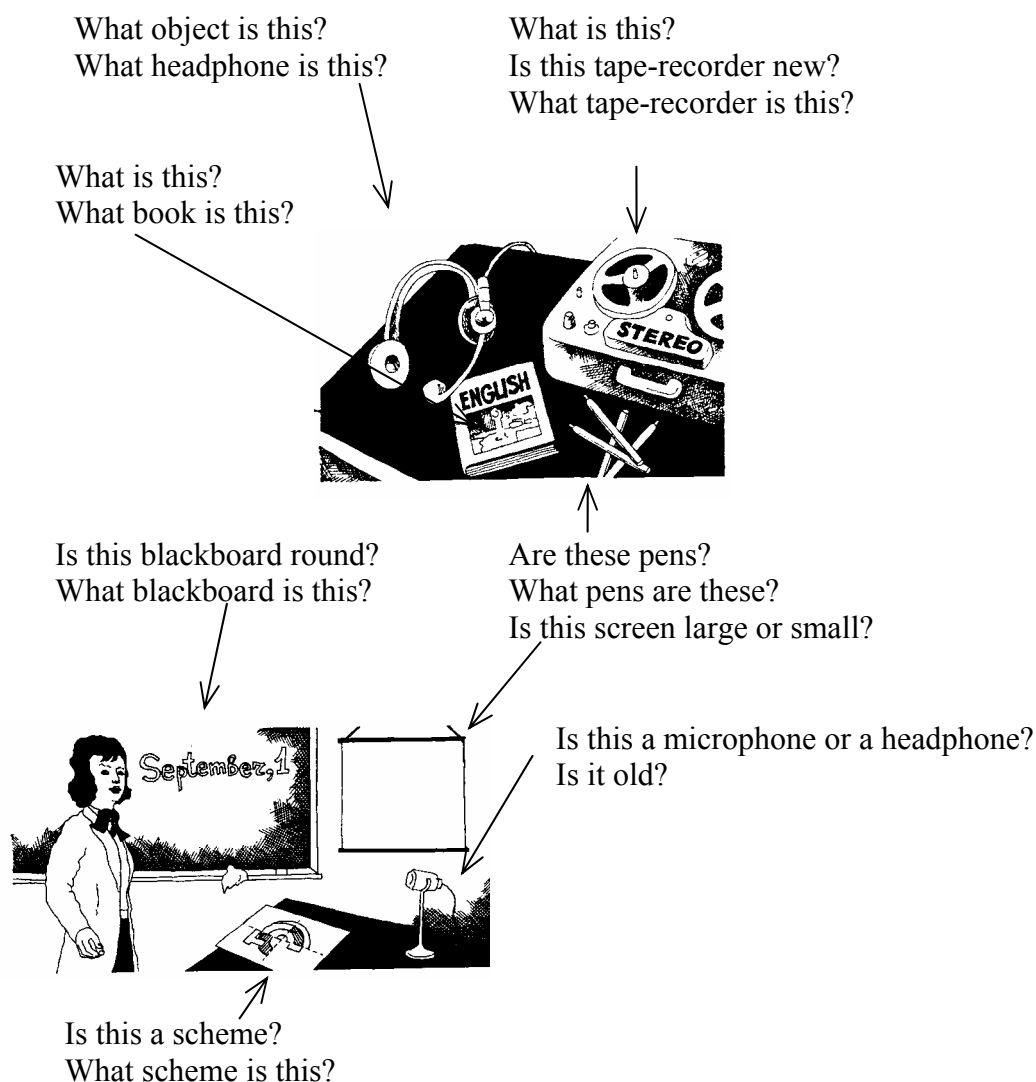 What object is this?
What headphone is this?
What is this?
Is this tape-recorder new?
What tape-recorder is this?
What is this?
What book is this?
STEREO
ENGLISH
Is this blackboard round?
What blackboard is this?
Are these pens?
What pens are these?
Is this screen large or small?
September, 1
Is this a microphone or a headphone?
Is it old?
Is this a scheme?
What scheme is this?